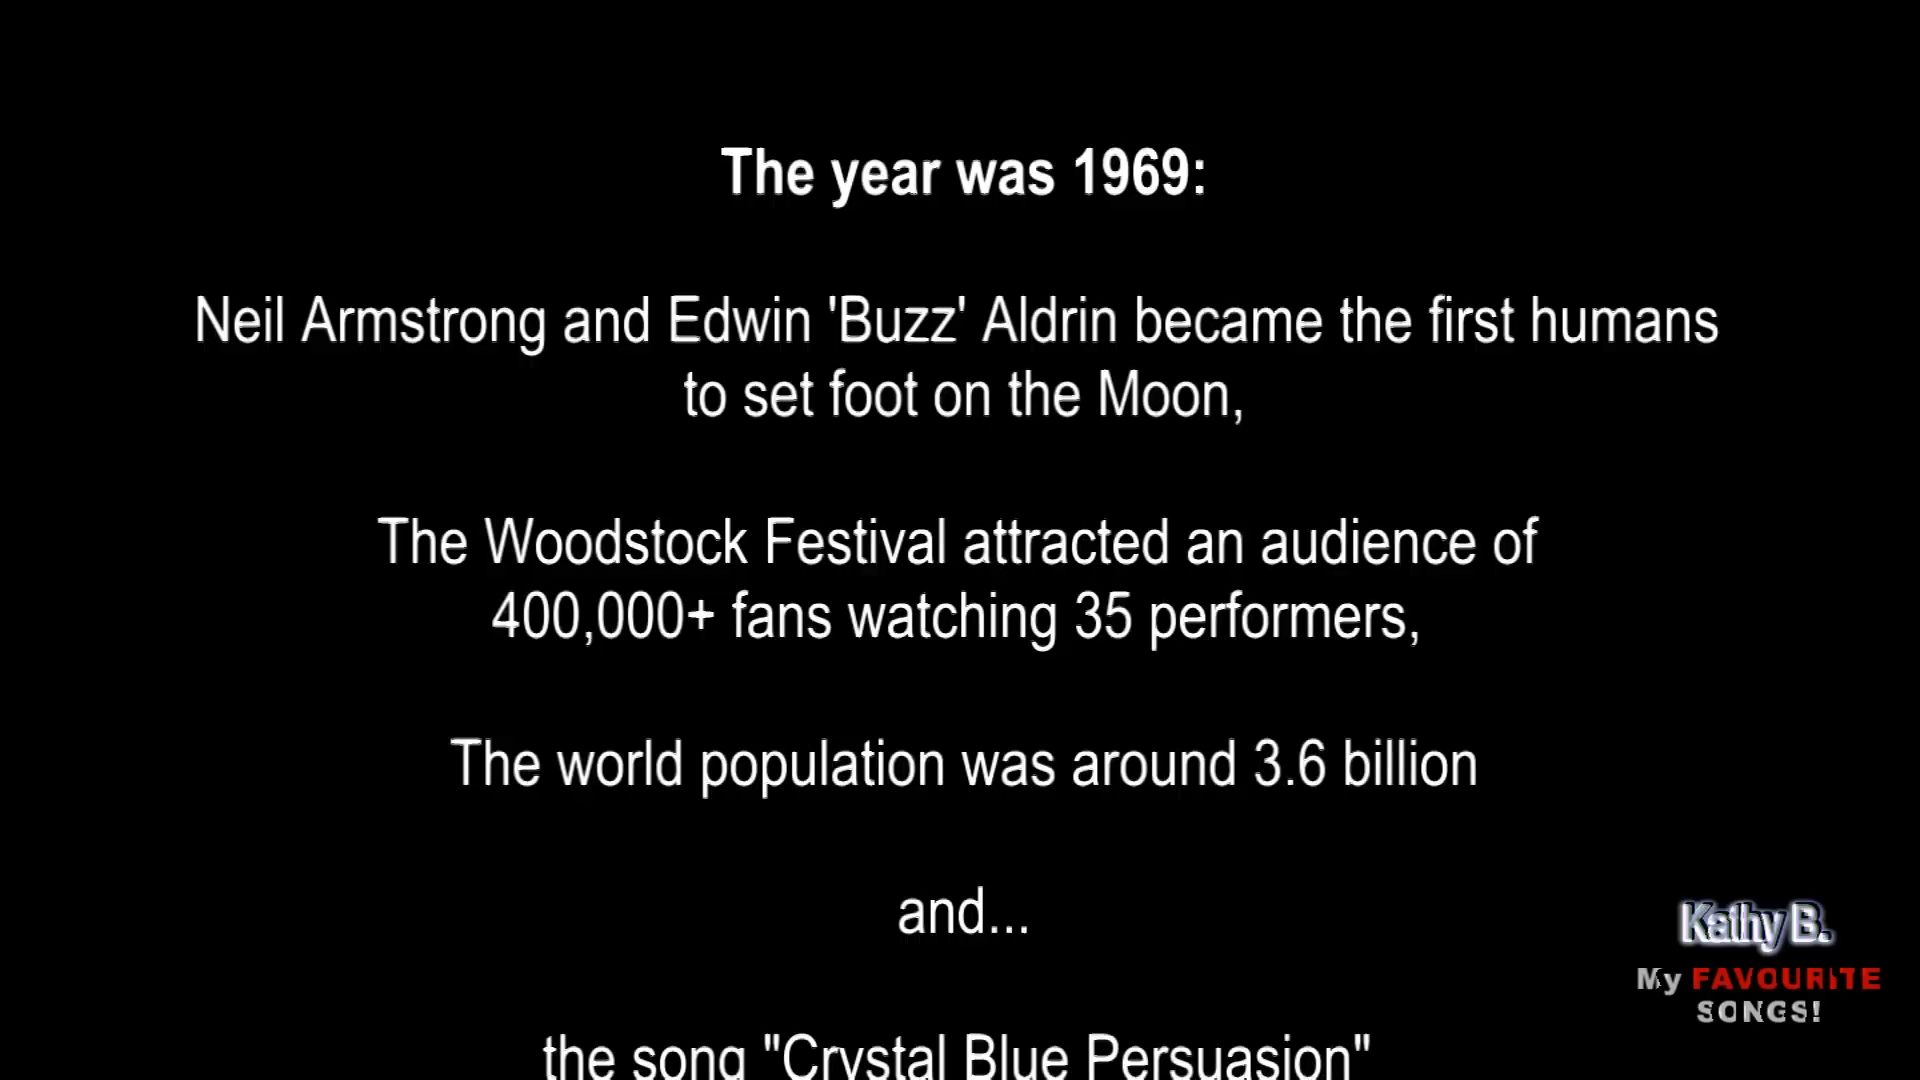 The year was 1969:
Neil Armstrong and Edwin 'Buzz' Aldrin became the first humans
to set foot on the Moon,
The Woodstock Festival attracted an audience of
400,000+ fans watching 35 performers,
The world population was around 3.6 billion
and...
the song "Crystal Blue Persuasion"
Kathy B.
My FAVOURITE
SONGS!